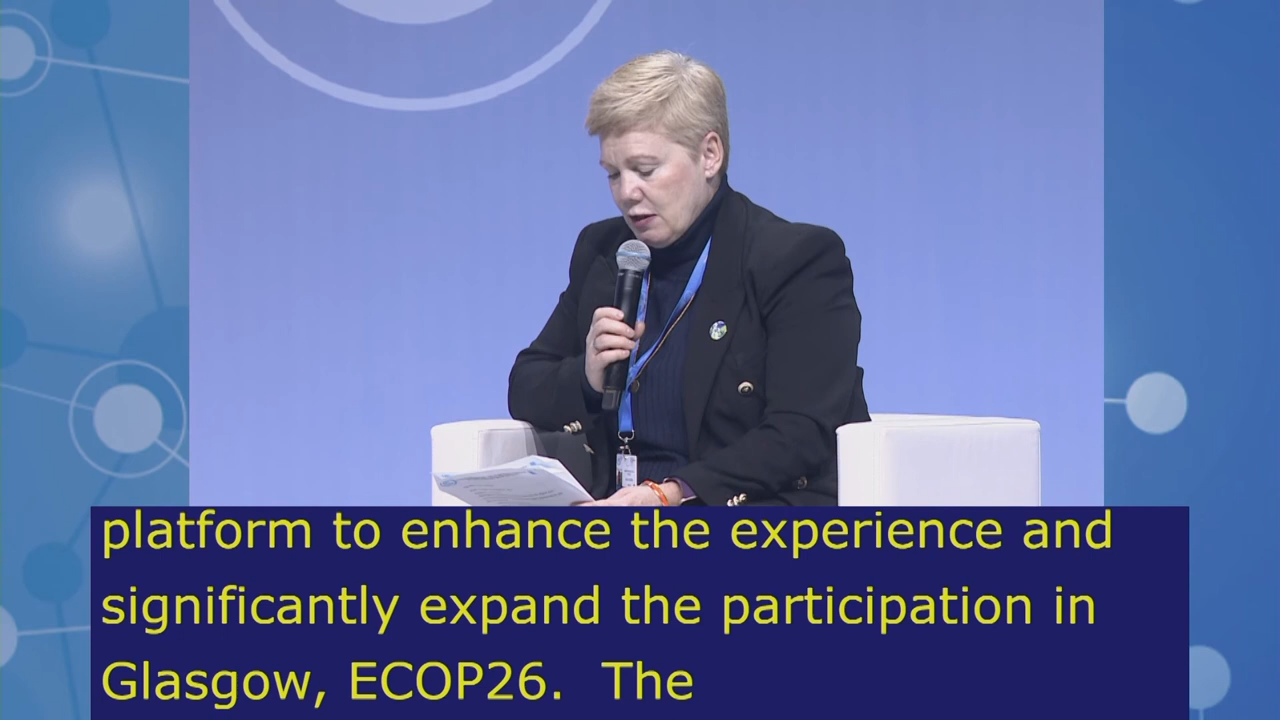 platform to enhance the experience and
significantly expand the participation in
Glasgow, ECOP26.  The